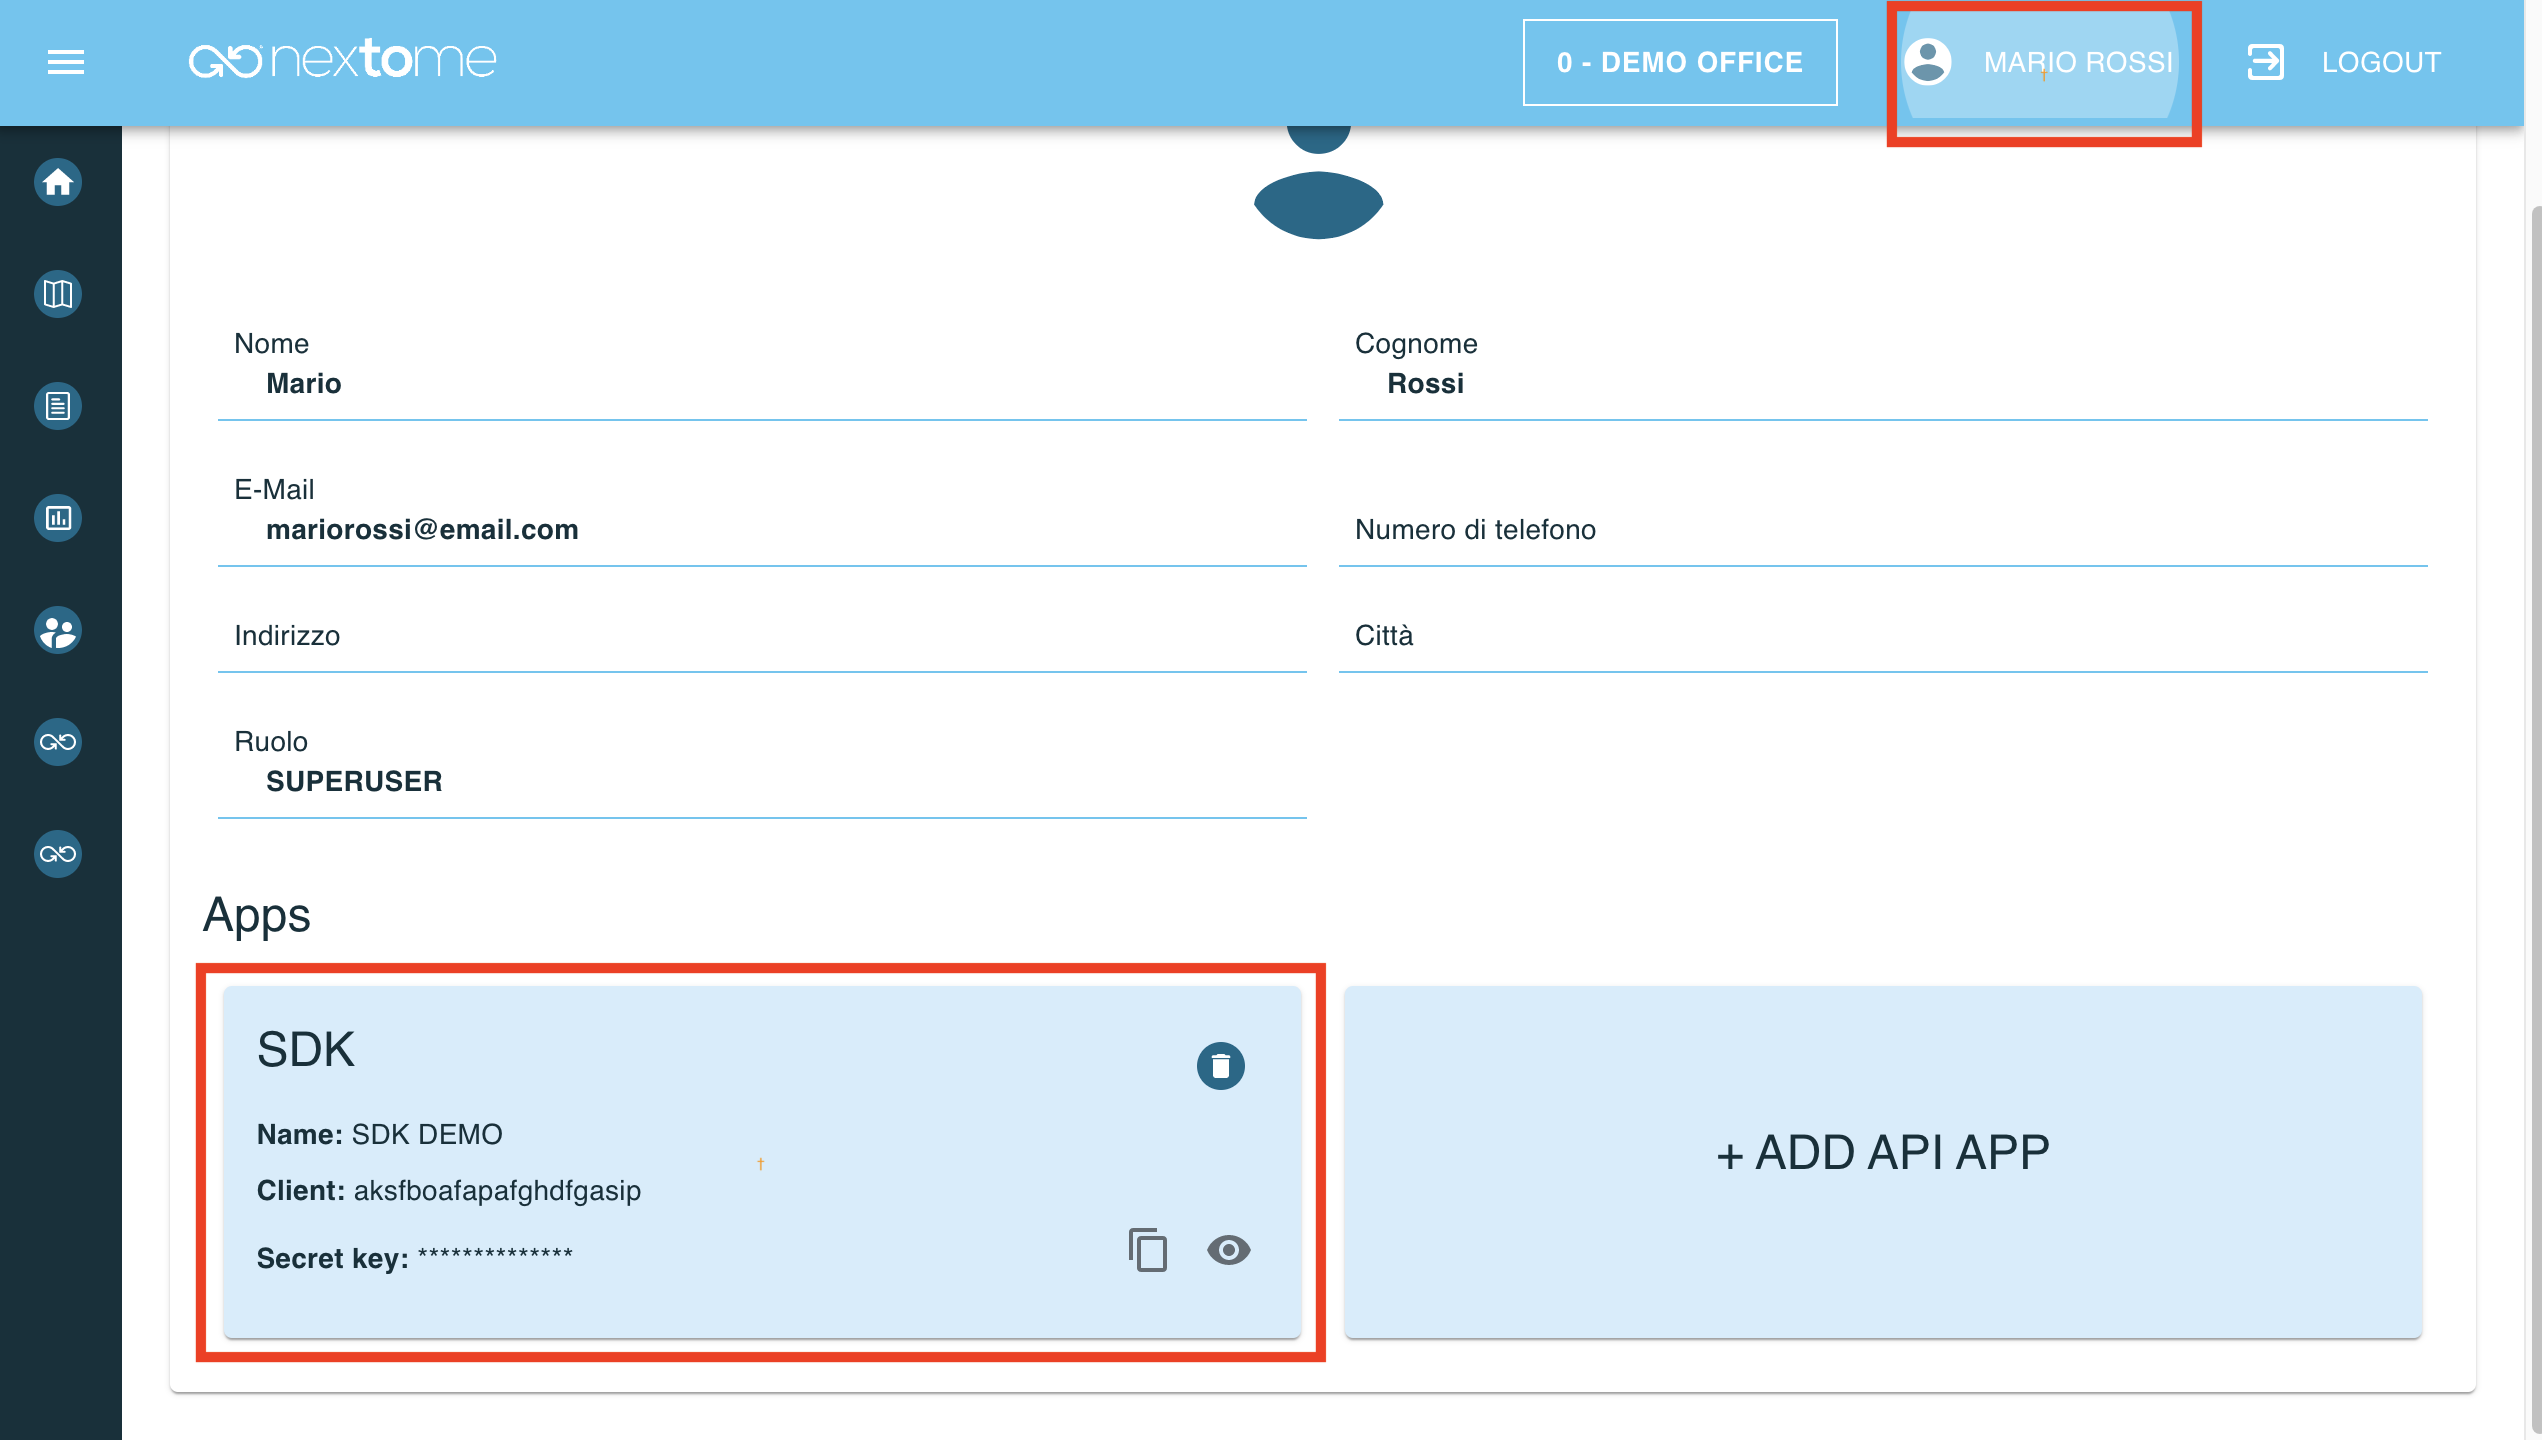 nextome
0 - DEMO OFFICE
MARIO ROSSI
LOGOUT
Nome
Mario
Cognome
Rossi
E-Mail
mariorossi@email.com
Numero di telefono
Indirizzo
Città
Ruolo
SUPERUSER
Apps
SDK
Name: SDK DEMO
Client: aksfboafapafghdfgasip
Secret key: **************
+ ADD API APP